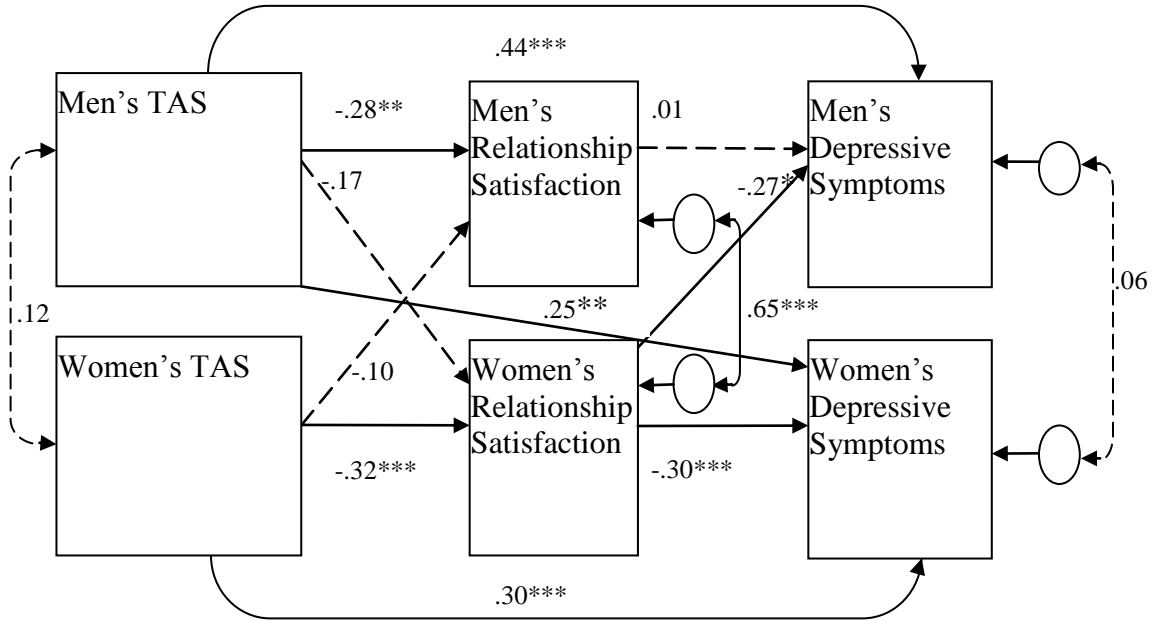 .44***
Men’s TAS
-.28**
Men’s
Relationship
Satisfaction
.01
Men’s
Depressive
Symptoms
-.17
-.27*
.12
.25**
.65***
.06
Women’s TAS
-.10
Women’s
Relationship
Satisfaction
Women’s
Depressive
Symptoms
-.32***
-.30***
.30***